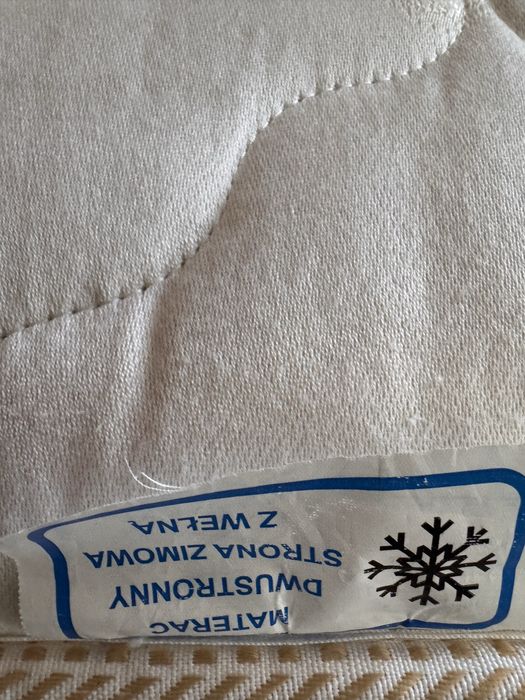 MATERAC
DWUSTRONNY
STRONA ZIMOWA
Z WEŁNĄ